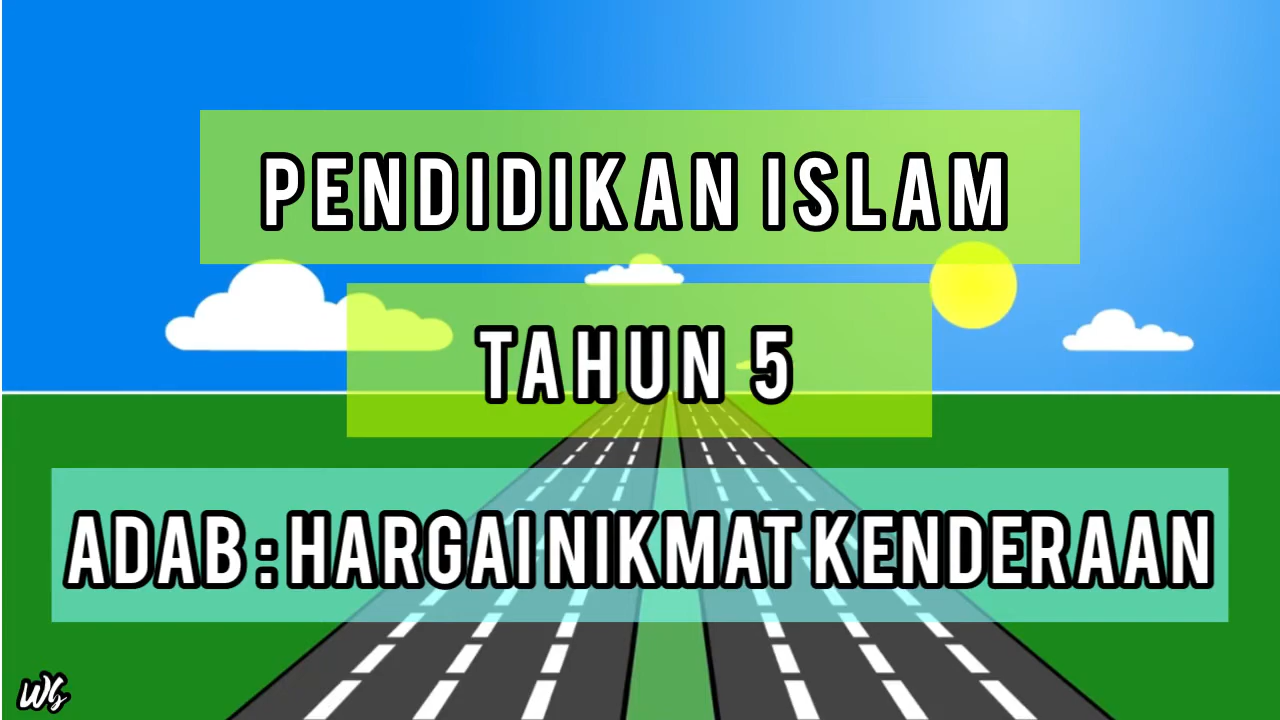 PENDIDIKAN ISLAM
TAHUN 5
ADAB : HARGAI NIKMAT KENDERAAN